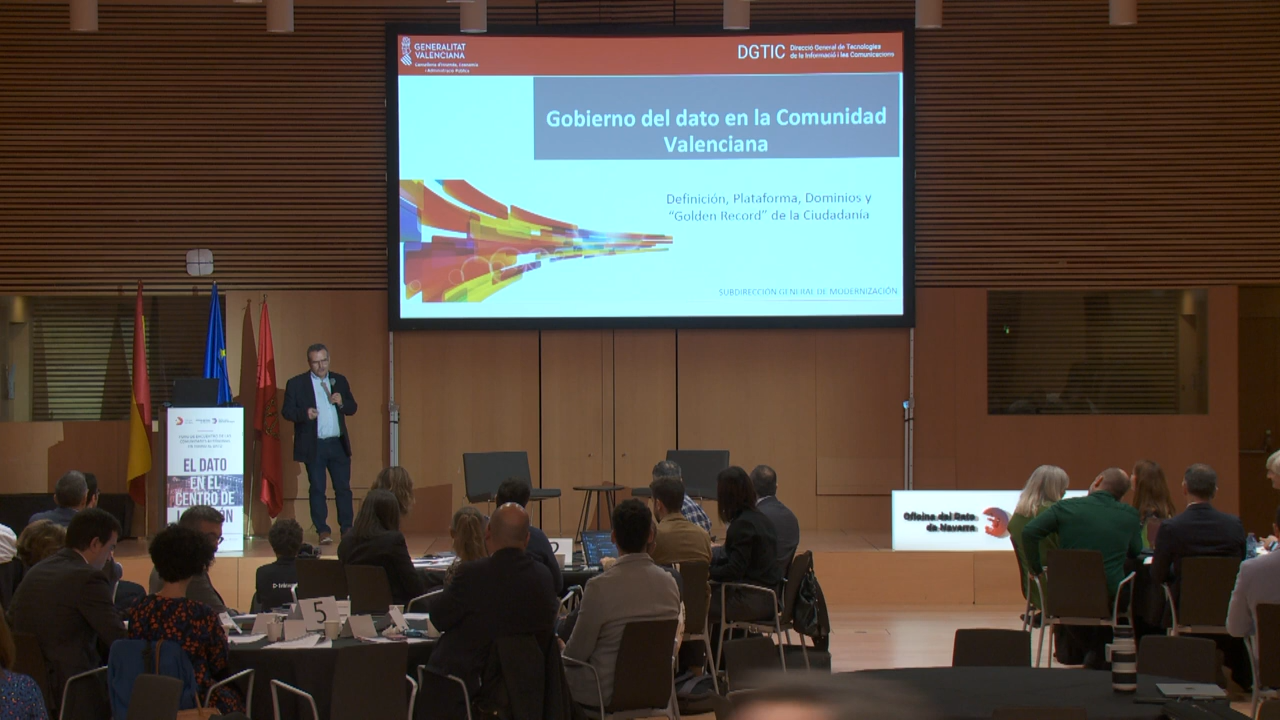 GENERALITAT
VALENCIANA
DGTIC
Direcció General de Tecnologies
de la Informació i les Comunicacions
Gobierno del dato en la Comunidad
Valenciana
Definición, Plataforma, Dominios y
“Golden Record” de la Ciudadanía
SUBDIRECCIÓN GENERAL DE MODERNIZACIÓN
EL DATO
EN EL
CENTRO DE
Oficina del Dato
de Navarra
5
2